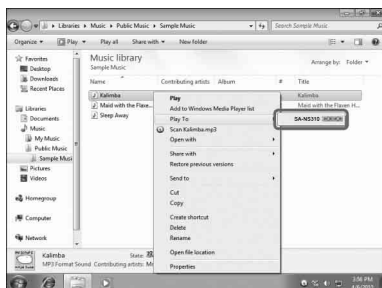 Libraries ▸ Music ▸ Public Music ▸ Sample Music
Search Sample Music
Organize Play Play all Share with New folder
Favorites
Desktop
Downloads
Recent Places
Libraries
Documents
Music
My Music
Public Music
Sample Musi
Pictures
Videos
Homegroup
Computer
Network
Music library
Sample Music
Arrange by: Folder
Name Contributing artists Album # Title
Kalimba Kalimba
Maid with the Flaxe... Maid with the Flaxen H...
Sleep Away
Play
Add to Windows Media Player list
Play To
SA-NS310
Scan Kalimba.mp3
Open with
Share with
Restore previous versions
Send to
Cut
Copy
Create shortcut
Delete
Rename
Open file location
Properties
Kalimba
MP3 Format Sound Contributing artists:
3:06 PM